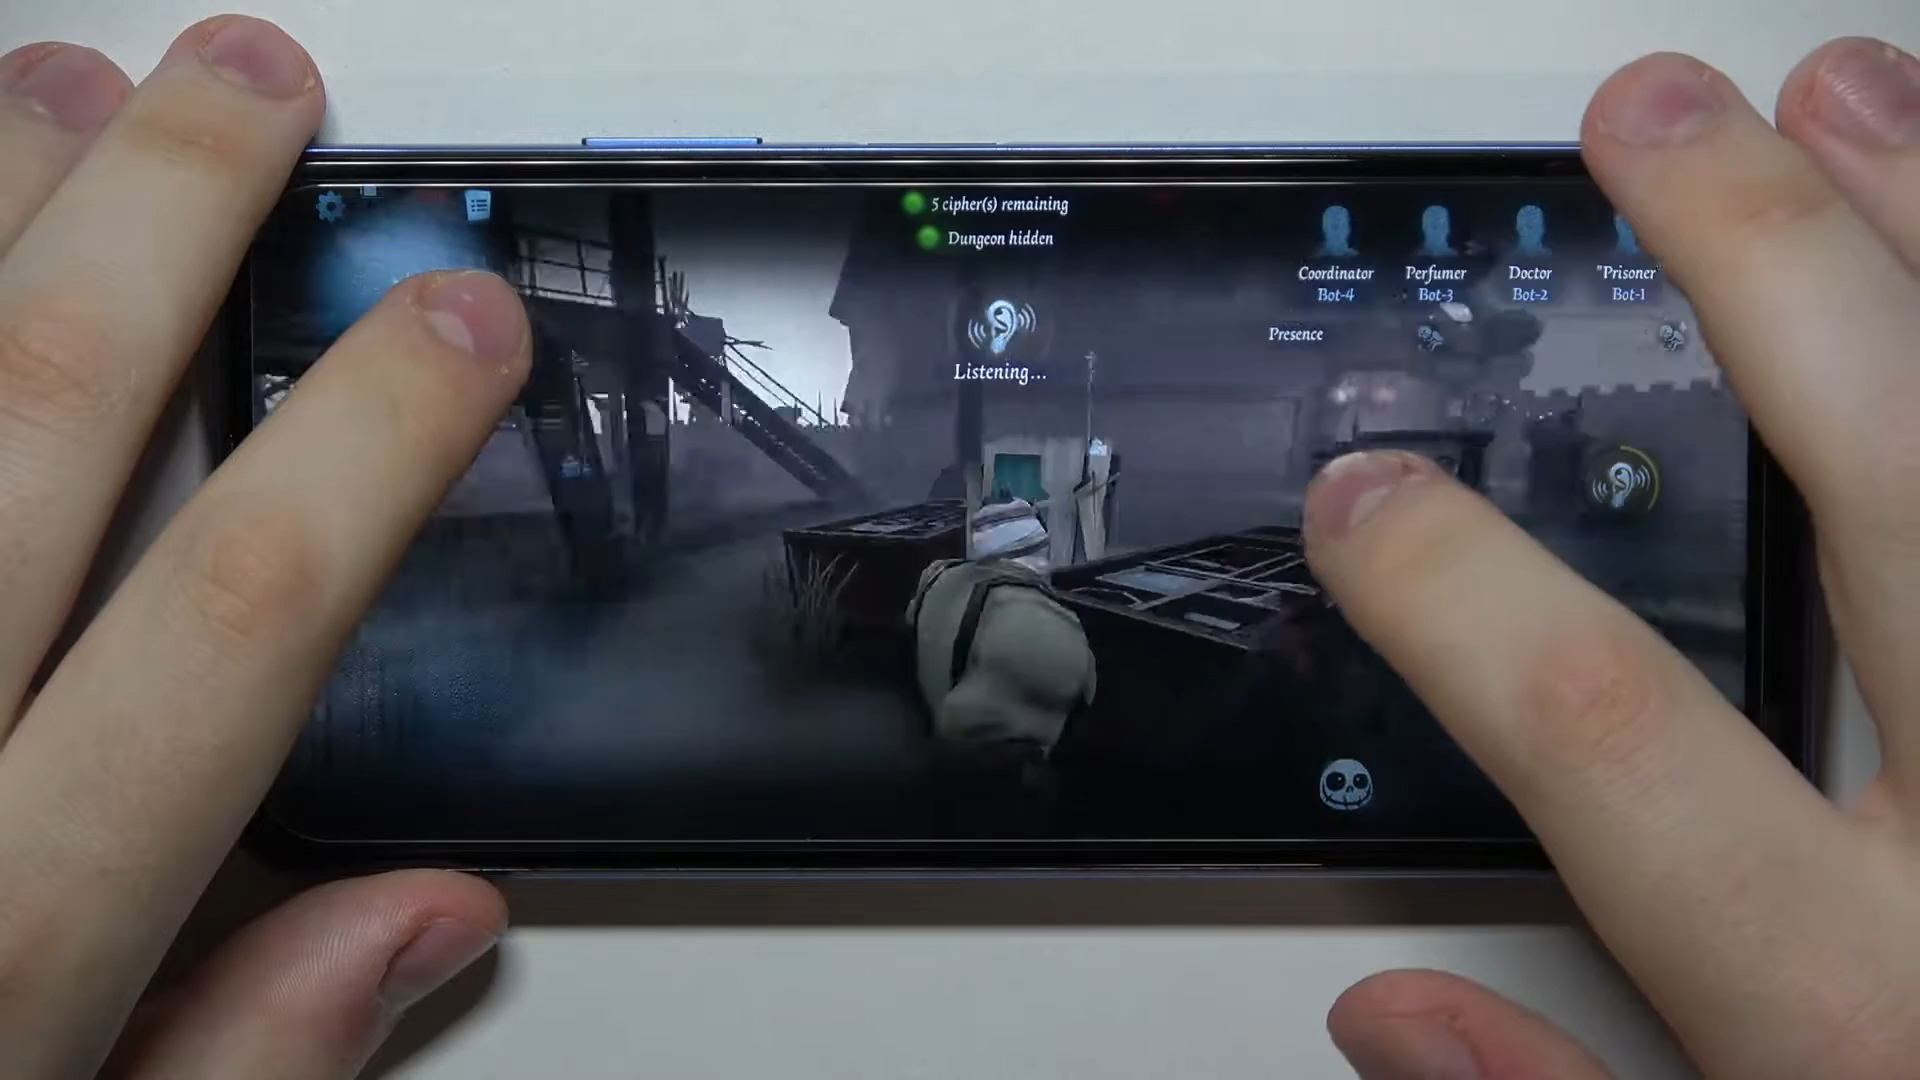 5 cipher(s) remaining
Dungeon hidden
Listening...
Coordinator
Bot-4
Perfumer
Bot-3
Doctor
Bot-2
"Prisoner
Bot-1
Presence